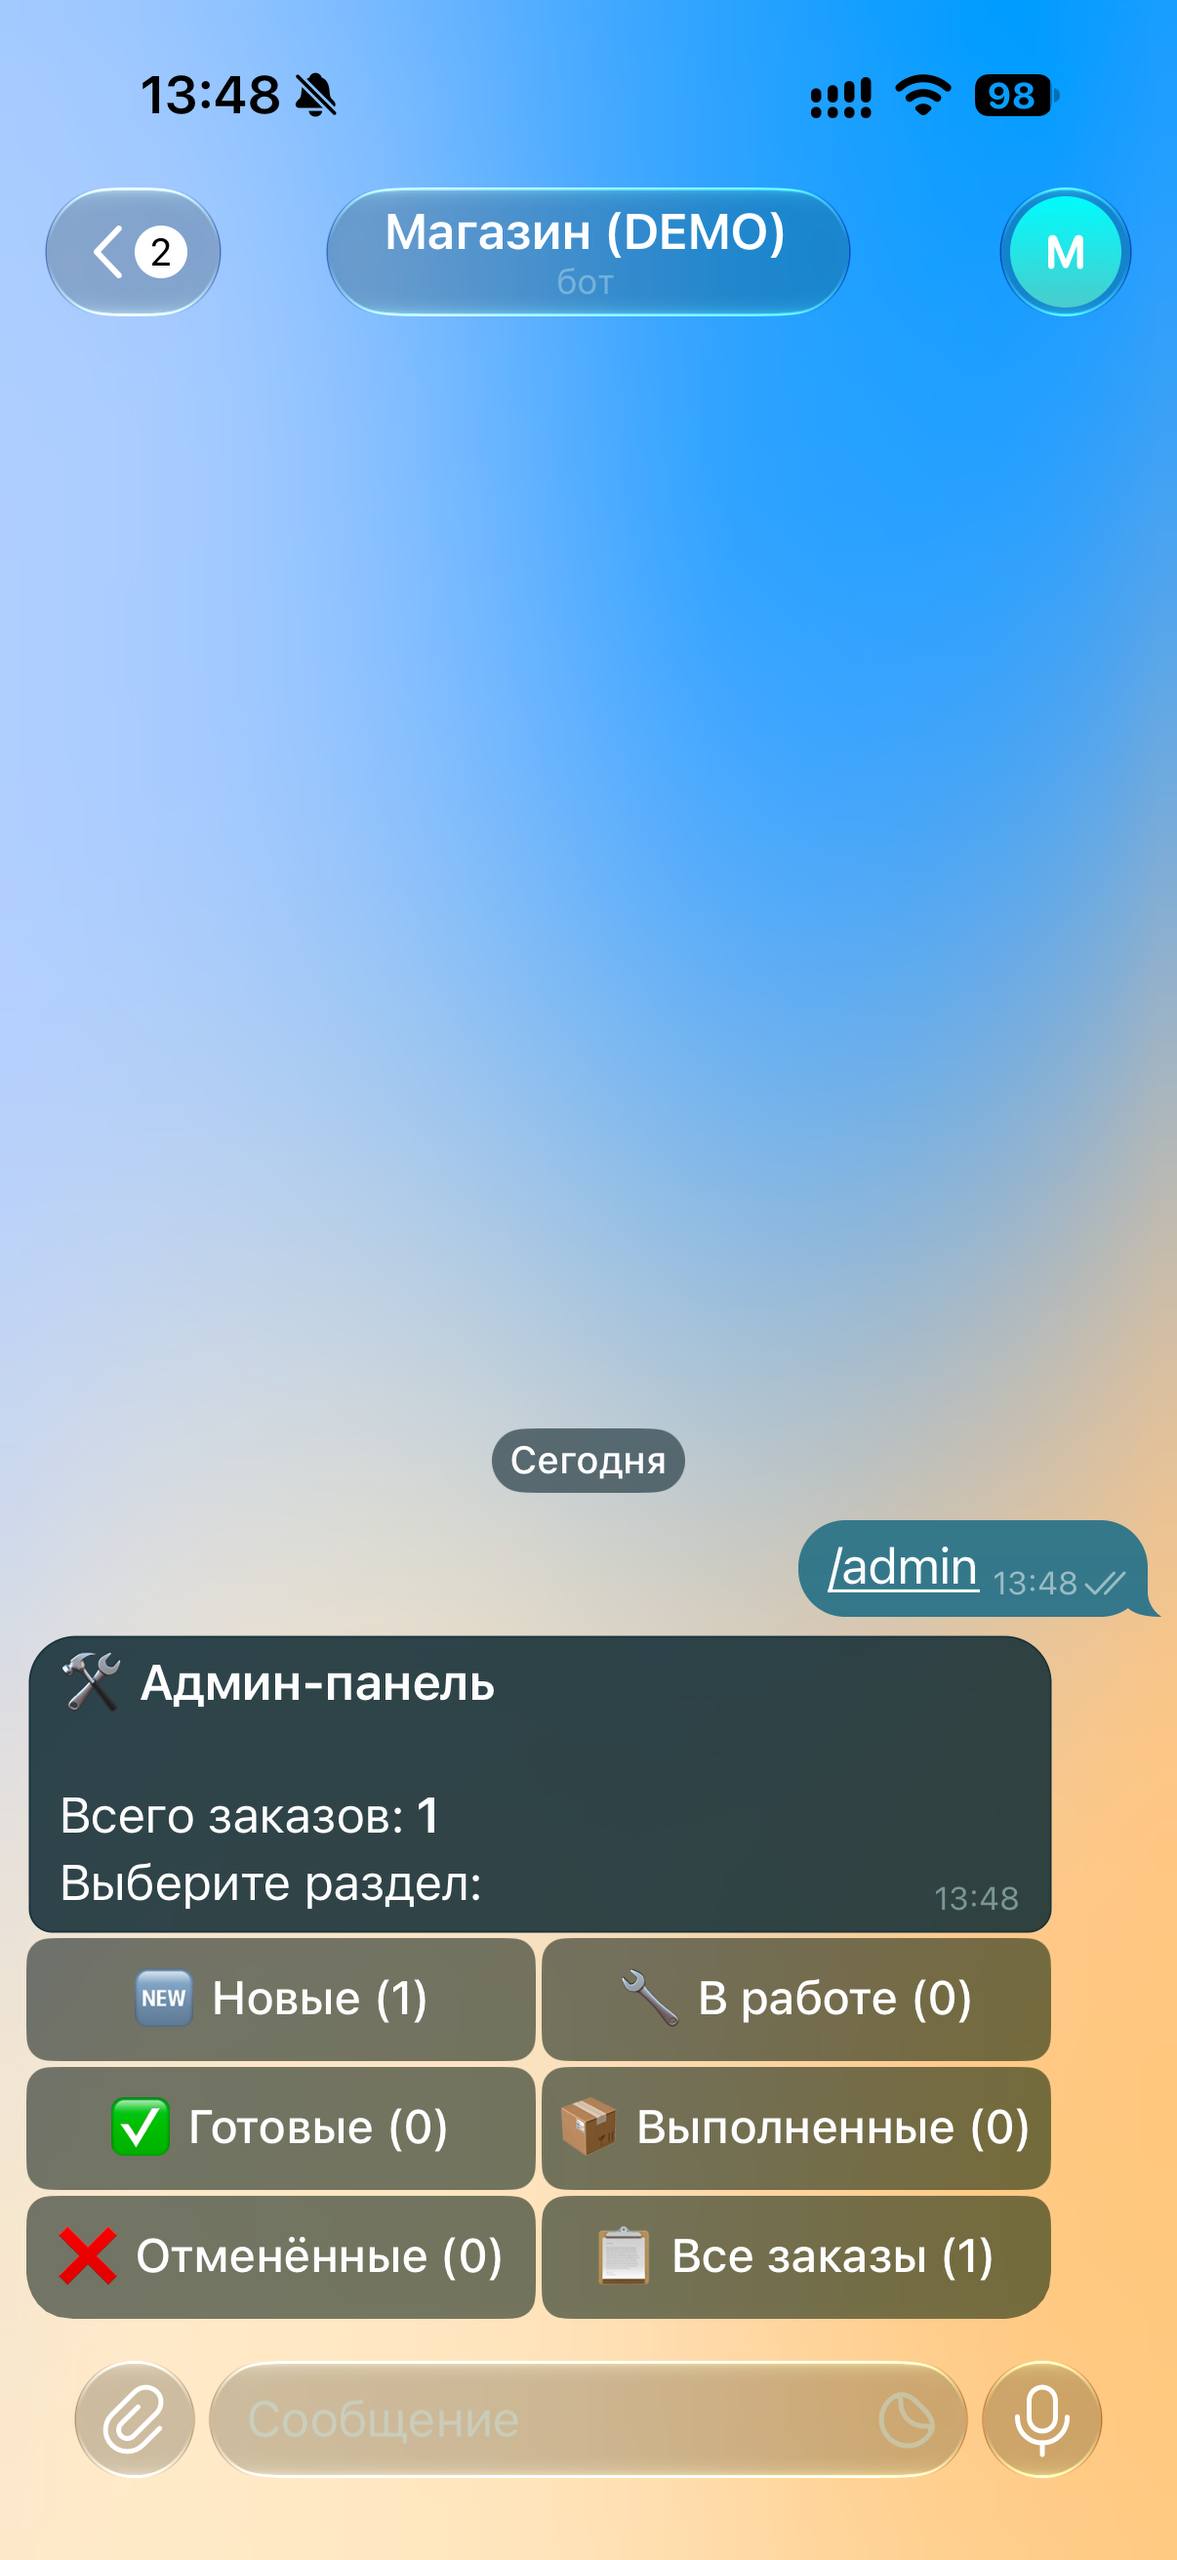 13:48
98
2
Магазин (DEMO)
бот
M
Сегодня
/admin 13:48
🛠 Админ-панель
Всего заказов: 1
Выберите раздел:
13:48
🆕 Новые (1)
🔧 В работе (0)
✅ Готовые (0)
📦 Выполненные (0)
❌ Отменённые (0)
📋 Все заказы (1)
Сообщение